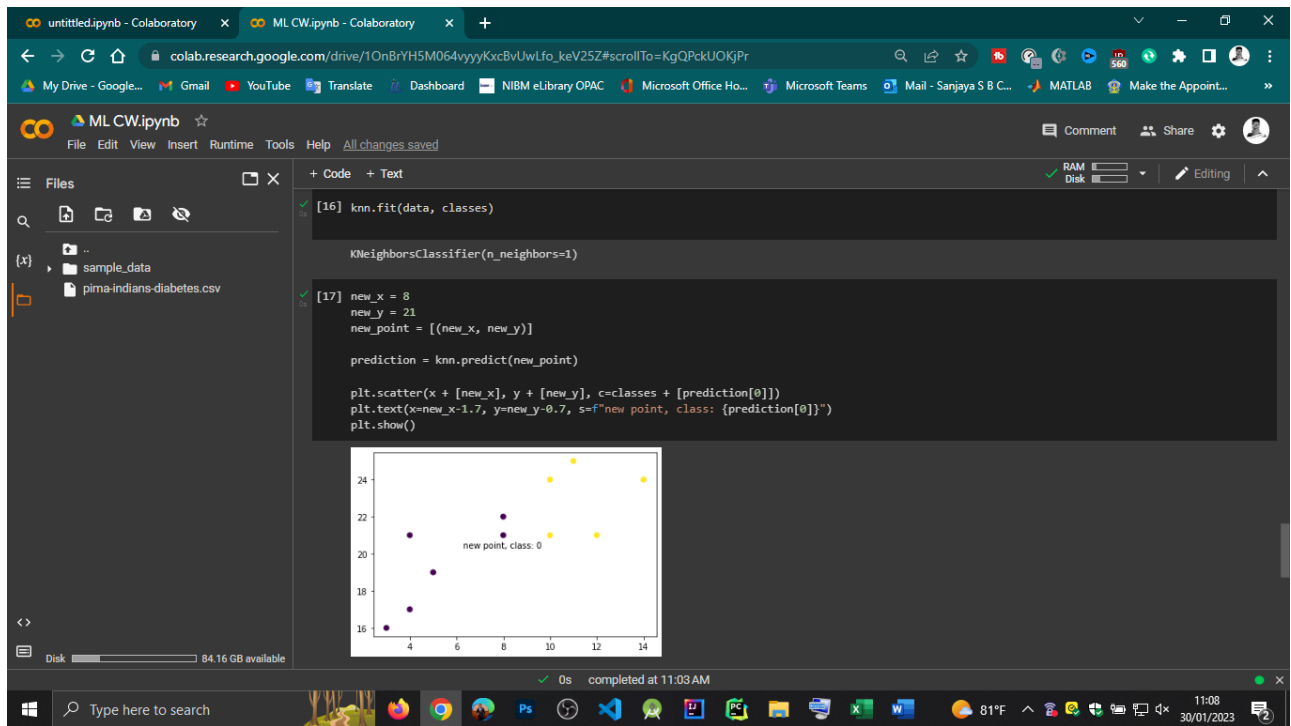 untittled.ipynb - Colaboratory
ML CW.ipynb - Colaboratory
colab.research.google.com/drive/1OnBrYH5M064vyyyKxcBvUwLfo_keV25Z#scrollTo=KgQPckUOKjPr
My Drive - Google... Gmail YouTube Translate Dashboard NIBM eLibrary OPAC Microsoft Office Ho... Microsoft Teams Mail - Sanjaya S B C... MATLAB Make the Appoint... »
ML CW.ipynb
Comment Share
File Edit View Insert Runtime Tools Help All changes saved
Files
+ Code + Text
RAM
Disk
Editing
..
sample_data
pima-indians-diabetes.csv
{x}
Disk 84.16 GB available
[16] knn.fit(data, classes)
0s
KNeighborsClassifier(n_neighbors=1)
[17] new_x = 8
0s
new_y = 21
new_point = [(new_x, new_y)]
prediction = knn.predict(new_point)
plt.scatter(x + [new_x], y + [new_y], c=classes + [prediction[0]])
plt.text(x=new_x-1.7, y=new_y-0.7, s=f"new point, class: {prediction[0]}")
plt.show()
24
22
20
18
16
new point, class: 0
4 6 8 10 12 14
0s completed at 11:03 AM
Type here to search
Ps
81°F
11:08
30/01/2023
2